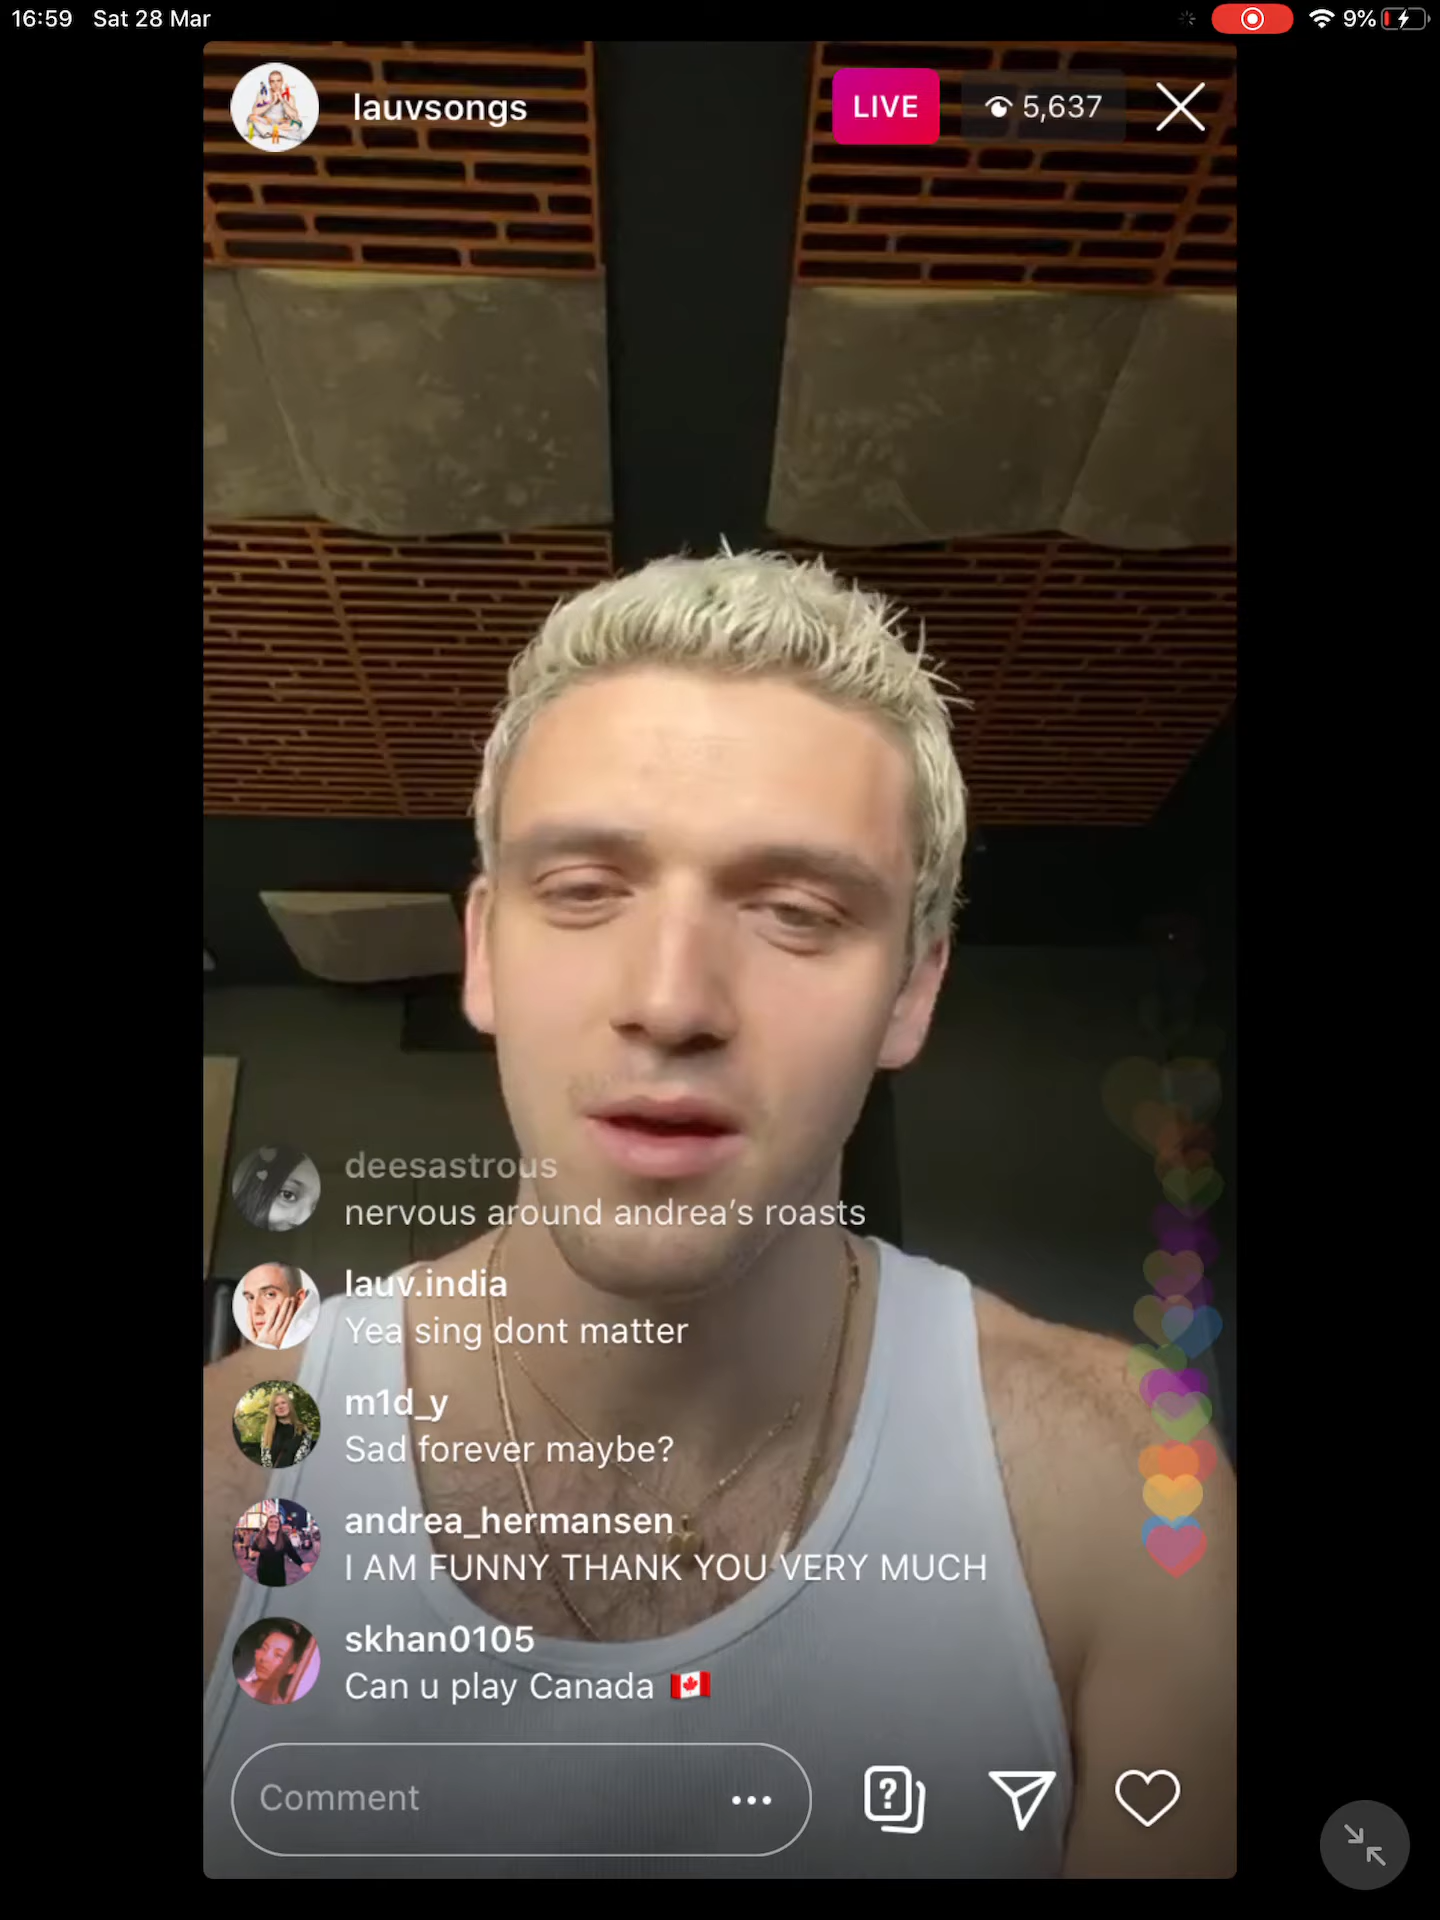 16:59 Sat 28 Mar 9%
lauvsongs LIVE 5,637
deesastrous
nervous around andrea’s roasts
lauv.india
Yea sing dont matter
m1d_y
Sad forever maybe?
andrea_hermansen
I AM FUNNY THANK YOU VERY MUCH
skhan0105
Can u play Canada 🇨🇦
Comment